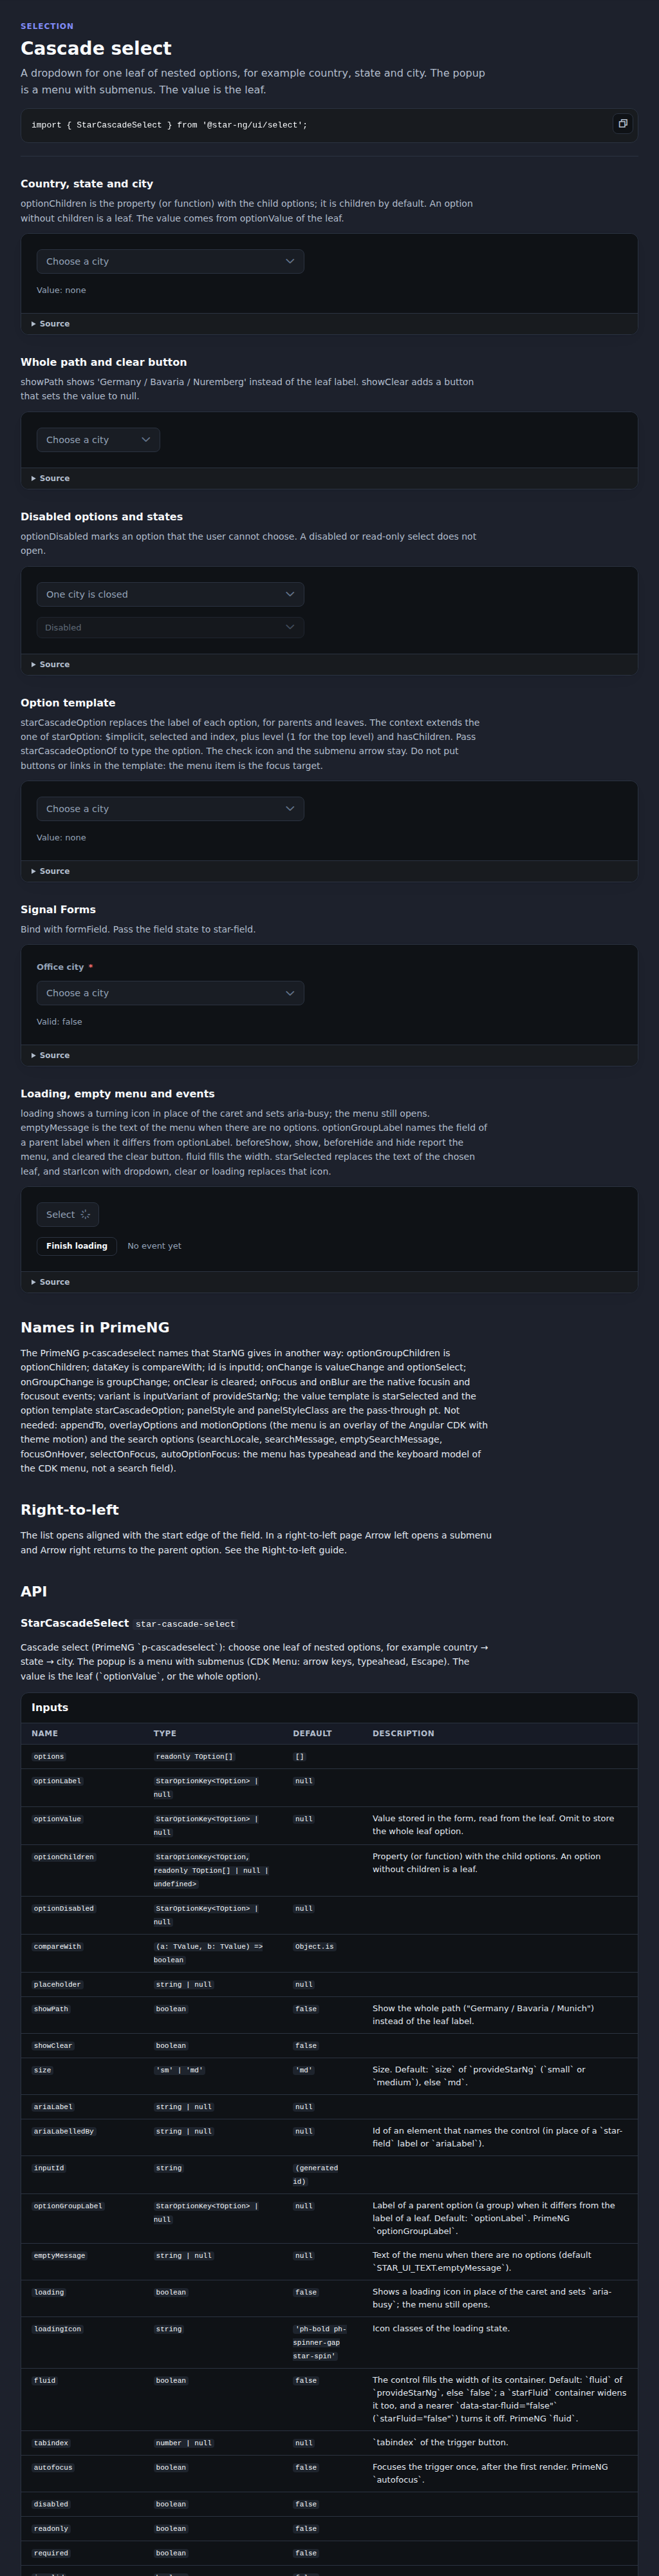 SELECTION
Cascade select
A dropdown for one leaf of nested options, for example country, state and city. The popup
is a menu with submenus. The value is the leaf.
import { StarCascadeSelect } from '@star-ng/ui/select';
Country, state and city
optionChildren is the property (or function) with the child options; it is children by default. An option
without children is a leaf. The value comes from optionValue of the leaf.
Choose a city
Value: none
Source
Whole path and clear button
showPath shows 'Germany / Bavaria / Nuremberg' instead of the leaf label. showClear adds a button
that sets the value to null.
Choose a city
Source
Disabled options and states
optionDisabled marks an option that the user cannot choose. A disabled or read-only select does not
open.
One city is closed
Disabled
Source
Option template
starCascadeOption replaces the label of each option, for parents and leaves. The context extends the
one of starOption: $implicit, selected and index, plus level (1 for the top level) and hasChildren. Pass
starCascadeOptionOf to type the option. The check icon and the submenu arrow stay. Do not put
buttons or links in the template: the menu item is the focus target.
Choose a city
Value: none
Source
Signal Forms
Bind with formField. Pass the field state to star-field.
Office city *
Choose a city
Valid: false
Source
Loading, empty menu and events
loading shows a turning icon in place of the caret and sets aria-busy; the menu still opens.
emptyMessage is the text of the menu when there are no options. optionGroupLabel names the field of
a parent label when it differs from optionLabel. beforeShow, show, beforeHide and hide report the
menu, and cleared the clear button. fluid fills the width. starSelected replaces the text of the chosen
leaf, and starIcon with dropdown, clear or loading replaces that icon.
Select
Finish loading No event yet
Source
Names in PrimeNG
The PrimeNG p-cascadeselect names that StarNG gives in another way: optionGroupChildren is
optionChildren; dataKey is compareWith; id is inputId; onChange is valueChange and optionSelect;
onGroupChange is groupChange; onClear is cleared; onFocus and onBlur are the native focusin and
focusout events; variant is inputVariant of provideStarNg; the value template is starSelected and the
option template starCascadeOption; panelStyle and panelStyleClass are the pass-through pt. Not
needed: appendTo, overlayOptions and motionOptions (the menu is an overlay of the Angular CDK with
theme motion) and the search options (searchLocale, searchMessage, emptySearchMessage,
focusOnHover, selectOnFocus, autoOptionFocus: the menu has typeahead and the keyboard model of
the CDK menu, not a search field).
Right-to-left
The list opens aligned with the start edge of the field. In a right-to-left page Arrow left opens a submenu
and Arrow right returns to the parent option. See the Right-to-left guide.
API
StarCascadeSelect star-cascade-select
Cascade select (PrimeNG `p-cascadeselect`): choose one leaf of nested options, for example country →
state → city. The popup is a menu with submenus (CDK Menu: arrow keys, typeahead, Escape). The
value is the leaf (`optionValue`, or the whole option).
Inputs
NAME TYPE DEFAULT DESCRIPTION
options readonly TOption[] []
optionLabel StarOptionKey<TOption> | null
null
optionValue StarOptionKey<TOption> | null Value stored in the form, read from the leaf. Omit to store
null the whole leaf option.
optionChildren StarOptionKey<TOption, Property (or function) with the child options. An option
readonly TOption[] | null | without children is a leaf.
undefined>
optionDisabled StarOptionKey<TOption> | null
null
compareWith (a: TValue, b: TValue) => Object.is
boolean
placeholder string | null null
showPath boolean false Show the whole path ("Germany / Bavaria / Munich")
instead of the leaf label.
showClear boolean false
size 'sm' | 'md' 'md' Size. Default: `size` of `provideStarNg` (`small` or
`medium`), else `md`.
ariaLabel string | null null
ariaLabelledBy string | null null Id of an element that names the control (in place of a `star-
field` label or `ariaLabel`).
inputId string (generated
id)
optionGroupLabel StarOptionKey<TOption> | null Label of a parent option (a group) when it differs from the
null label of a leaf. Default: `optionLabel`. PrimeNG
`optionGroupLabel`.
emptyMessage string | null null Text of the menu when there are no options (default
`STAR_UI_TEXT.emptyMessage`).
loading boolean false Shows a loading icon in place of the caret and sets `aria-
busy`; the menu still opens.
loadingIcon string 'ph-bold ph- Icon classes of the loading state.
spinner-gap
star-spin'
fluid boolean false The control fills the width of its container. Default: `fluid` of
`provideStarNg`, else `false`; a `starFluid` container widens
it too, and a nearer `data-star-fluid="false"`
(`starFluid="false"`) turns it off. PrimeNG `fluid`.
tabindex number | null null `tabindex` of the trigger button.
autofocus boolean false Focuses the trigger once, after the first render. PrimeNG
`autofocus`.
disabled boolean false
readonly boolean false
required boolean false